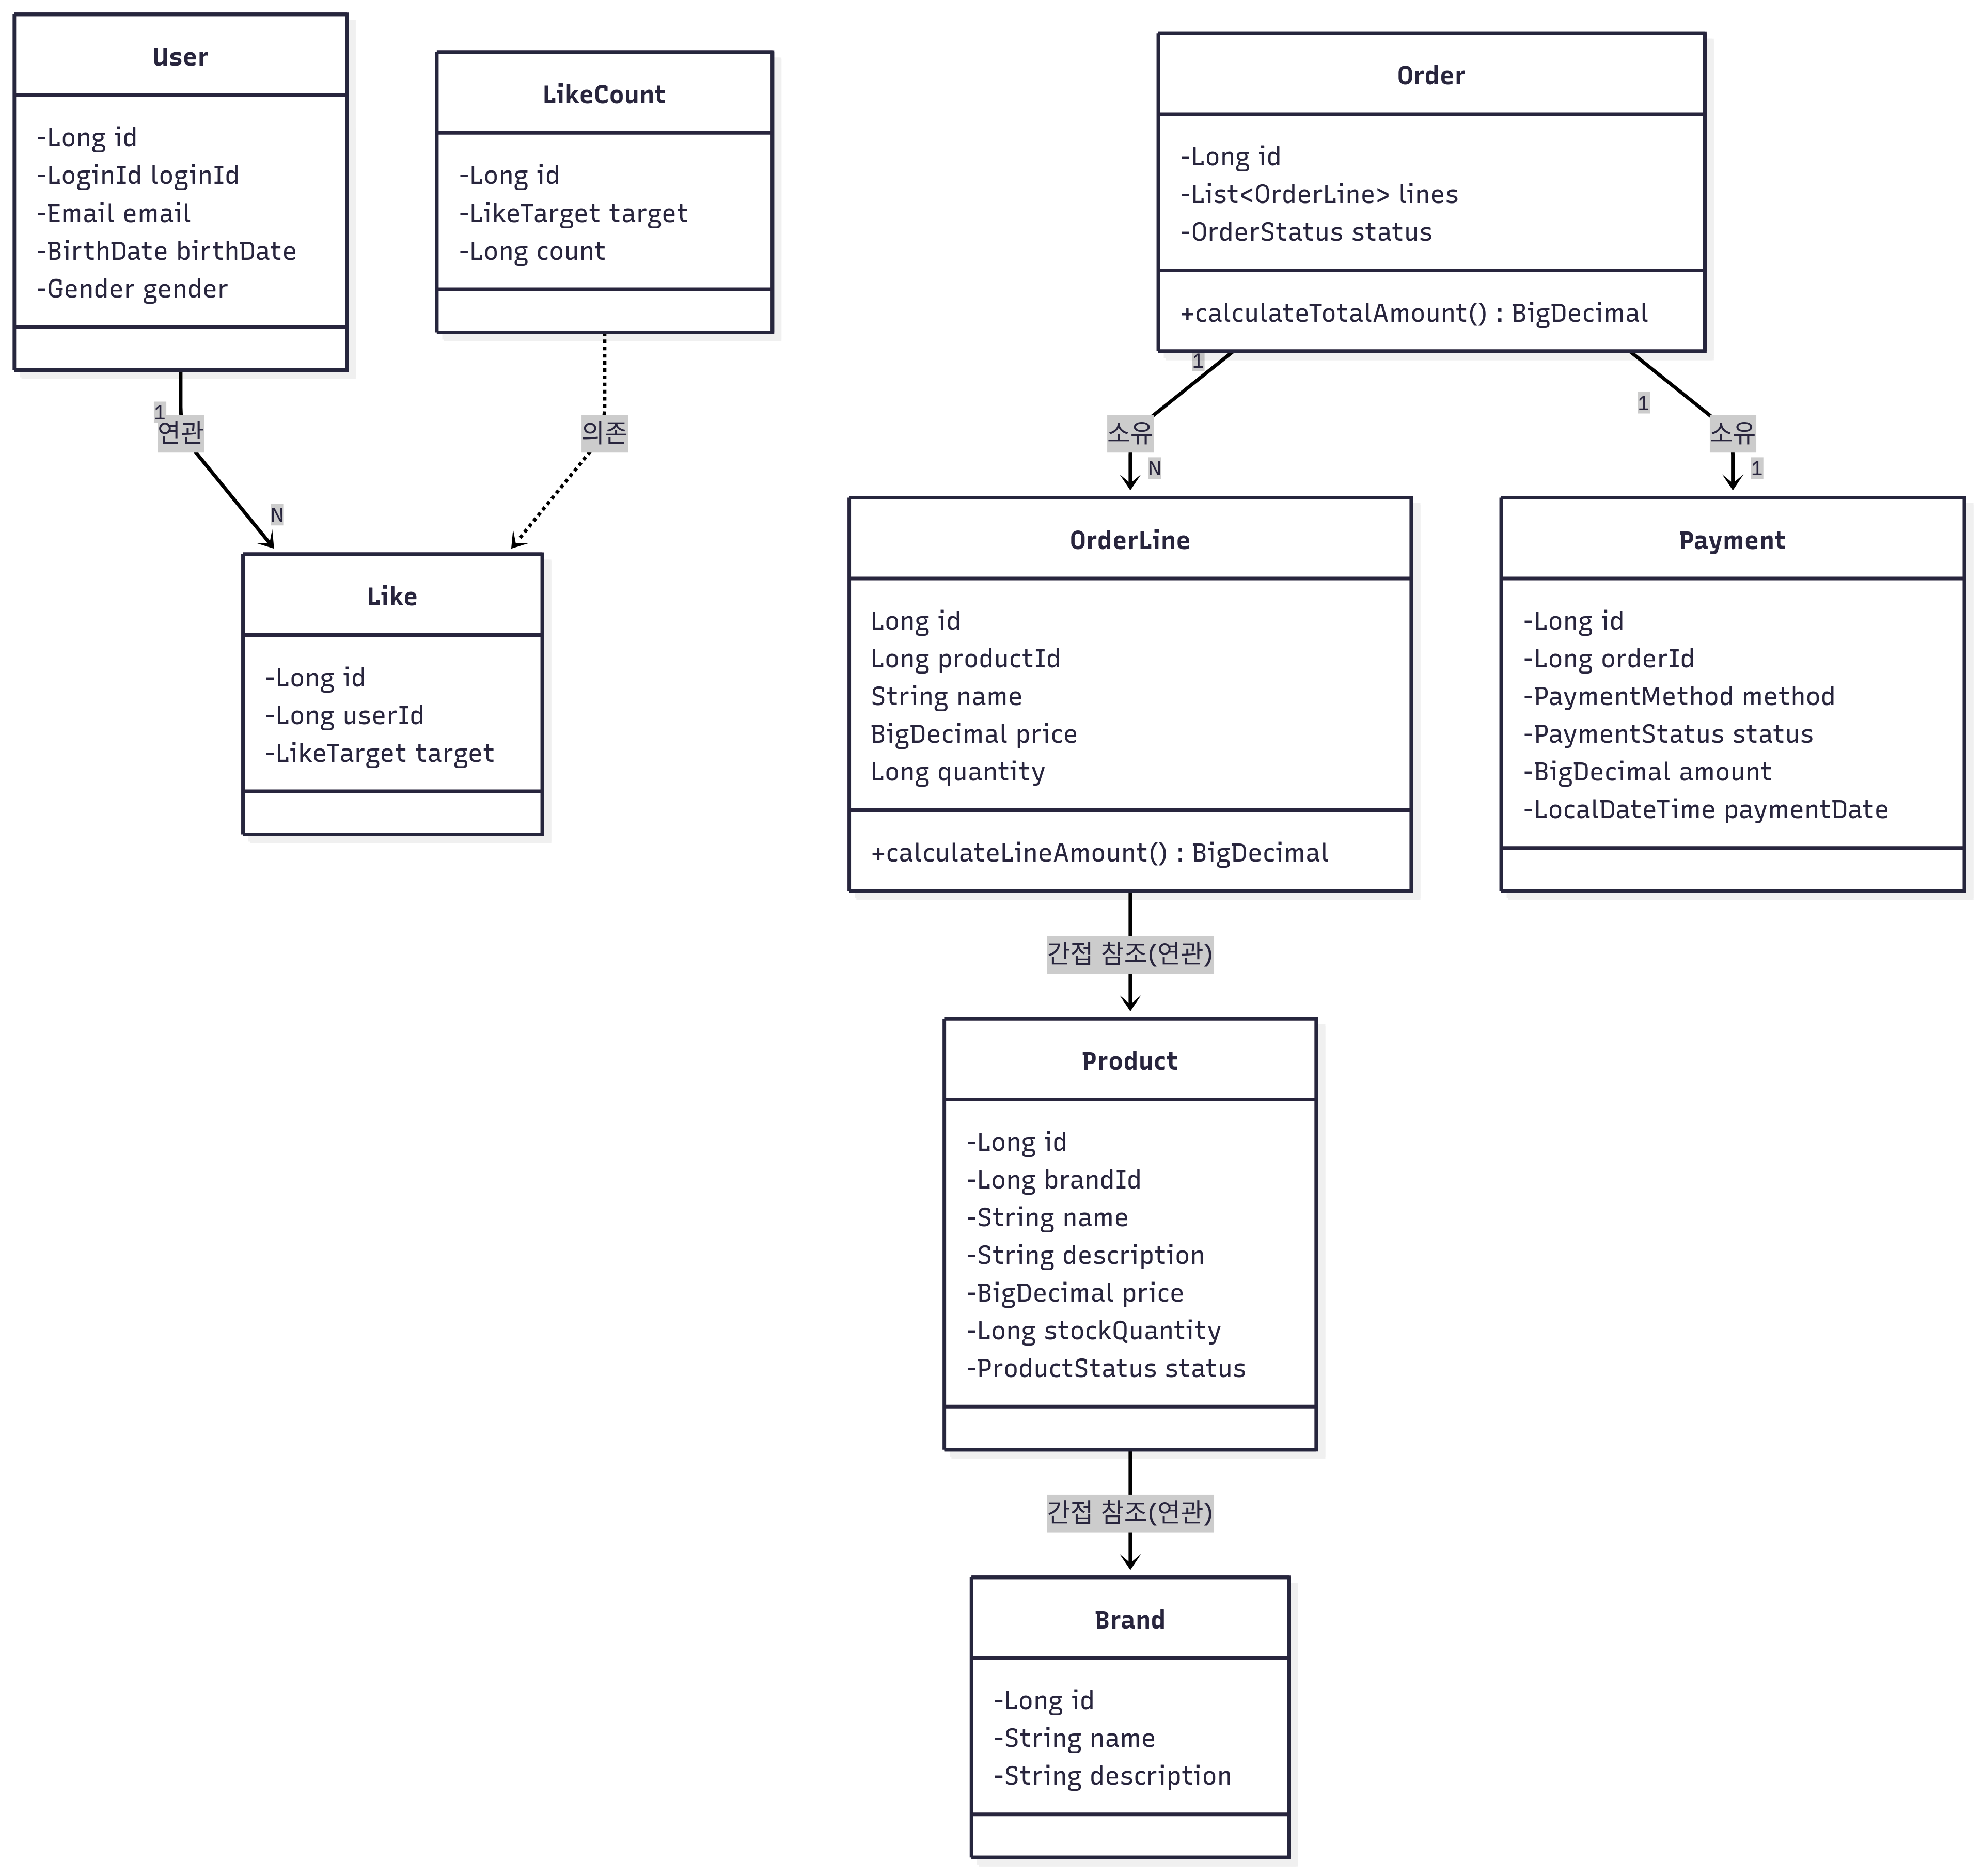 User
-Long id
-LoginId loginId
-Email email
-BirthDate birthDate
-Gender gender
LikeCount
-Long id
-LikeTarget target
-Long count
Order
-Long id
-List<OrderLine> lines
-OrderStatus status
+calculateTotalAmount() : BigDecimal
1
연관
N
의존
1
소유
N
1
소유
1
Like
-Long id
-Long userId
-LikeTarget target
OrderLine
Long id
Long productId
String name
BigDecimal price
Long quantity
+calculateLineAmount() : BigDecimal
Payment
-Long id
-Long orderId
-PaymentMethod method
-PaymentStatus status
-BigDecimal amount
-LocalDateTime paymentDate
간접 참조(연관)
Product
-Long id
-Long brandId
-String name
-String description
-BigDecimal price
-Long stockQuantity
-ProductStatus status
간접 참조(연관)
Brand
-Long id
-String name
-String description